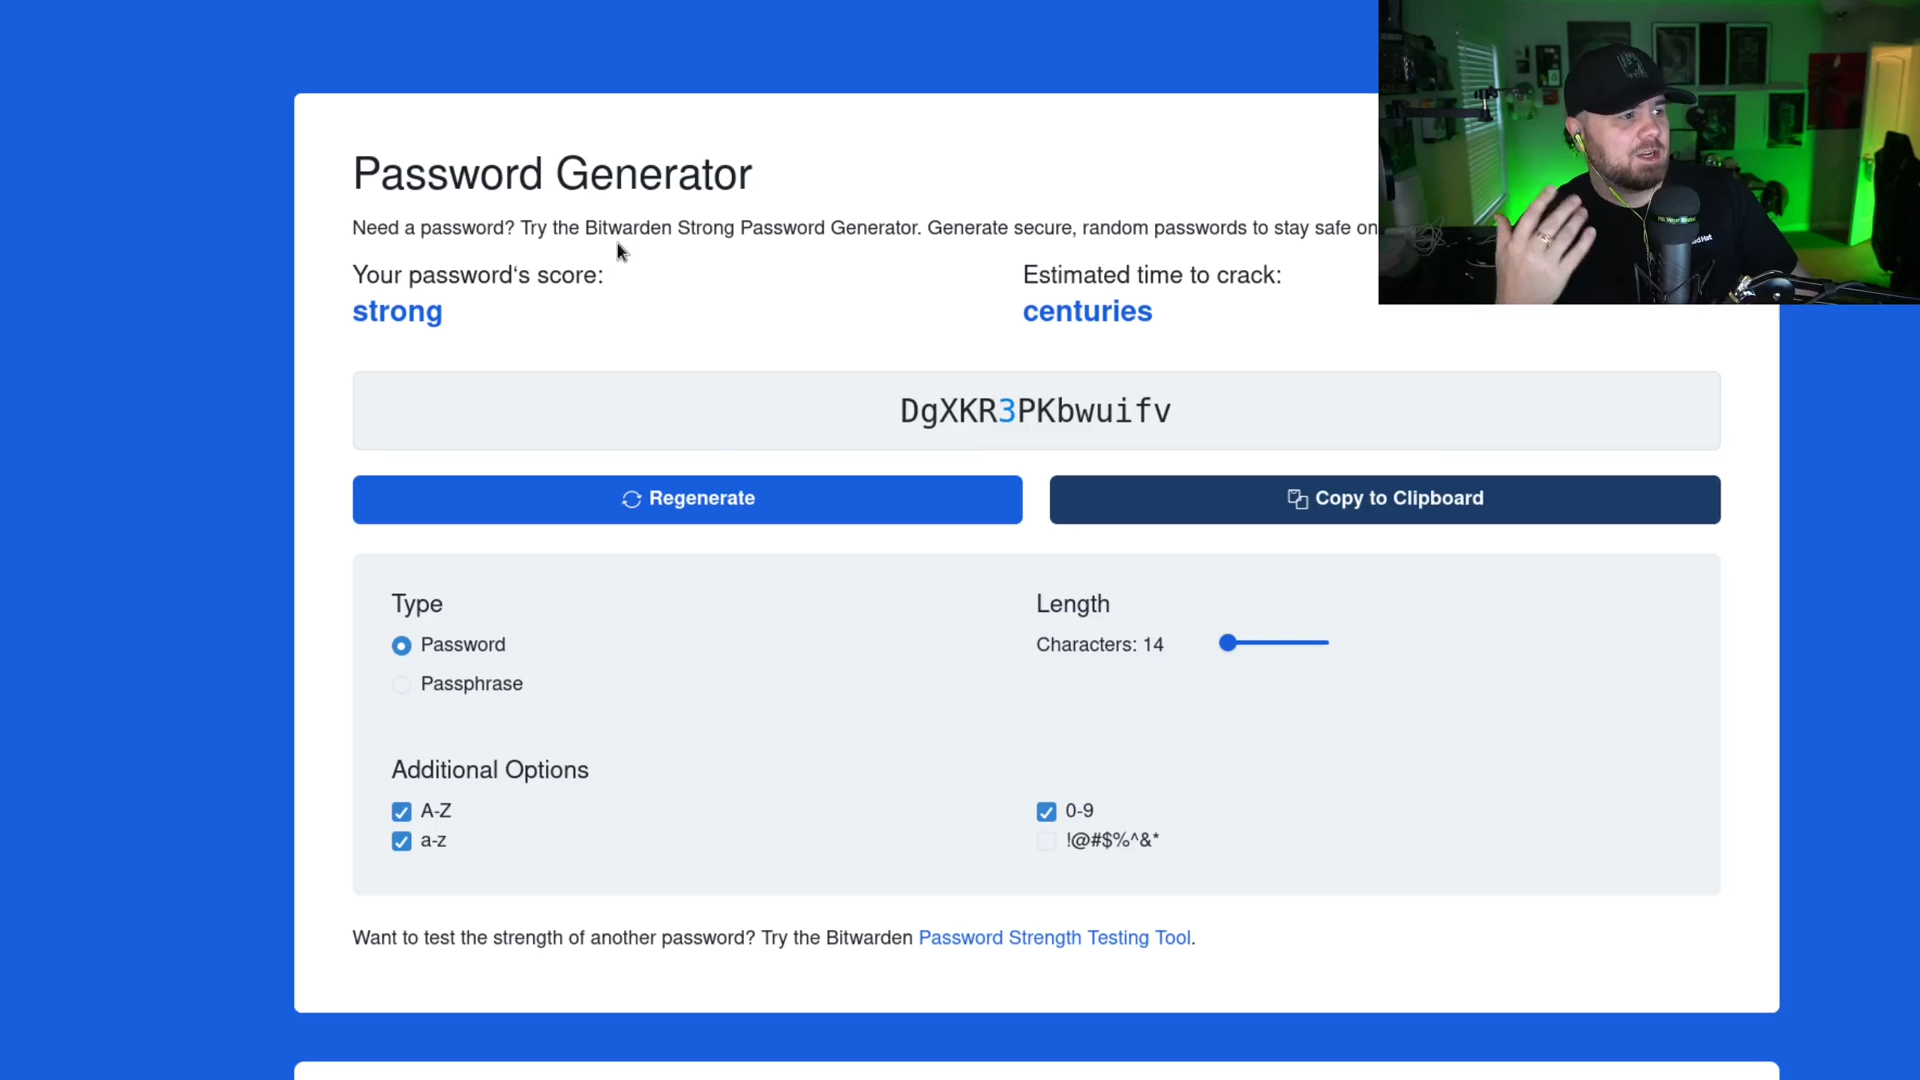 Password Generator
Need a password? Try the Bitwarden Strong Password Generator. Generate secure, random passwords to stay safe on
Your password‘s score:
strong
Estimated time to crack:
centuries
DgXKR3PKbwuifv
Regenerate
Copy to Clipboard
Type
Password
Passphrase
Length
Characters: 14
Additional Options
A-Z
a-z
0-9
!@#$%^&*
Want to test the strength of another password? Try the Bitwarden Password Strength Testing Tool.